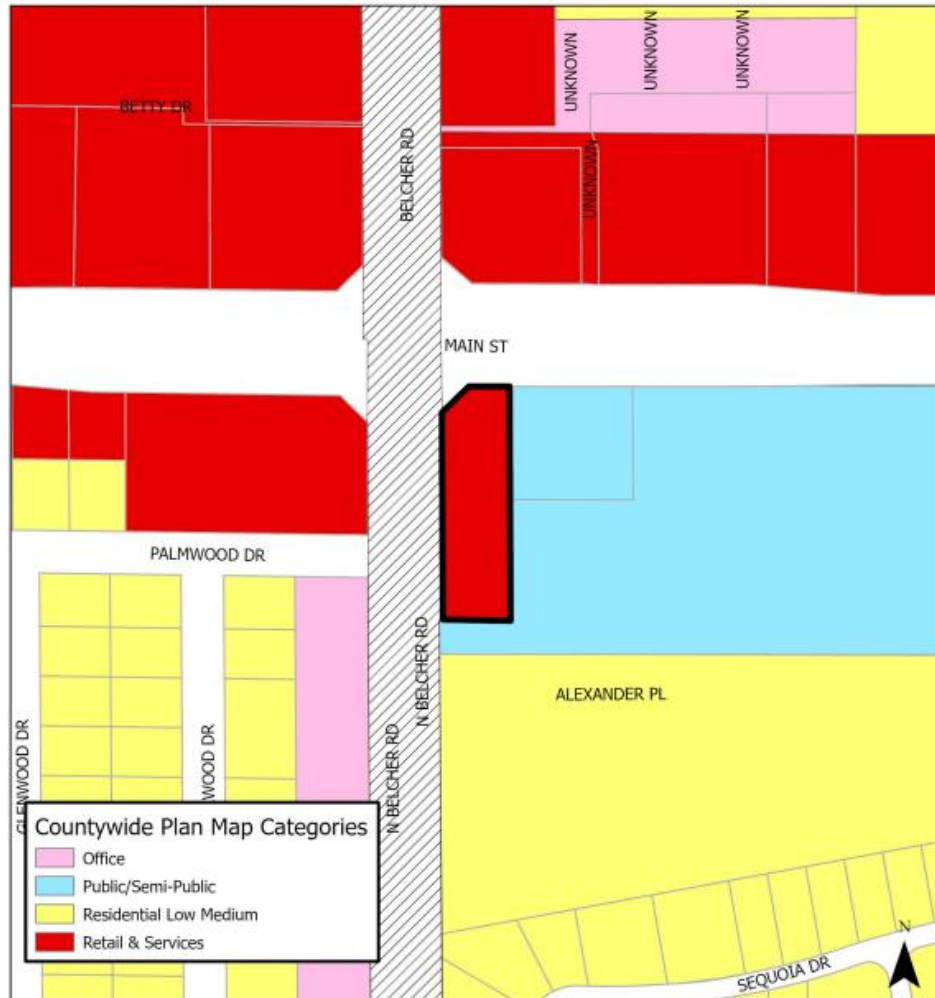 UNKNOWN
UNKNOWN
UNKNOWN
BETTY DR
BELCHER RD
UNKNOWN
MAIN ST
PALMWOOD DR
N BELCHER RD
ALEXANDER PL
GLENWOOD DR
WOOD DR
N BELCHER RD
Countywide Plan Map Categories
Office
Public/Semi-Public
Residential Low Medium
Retail & Services
N
SEQUOIA DR